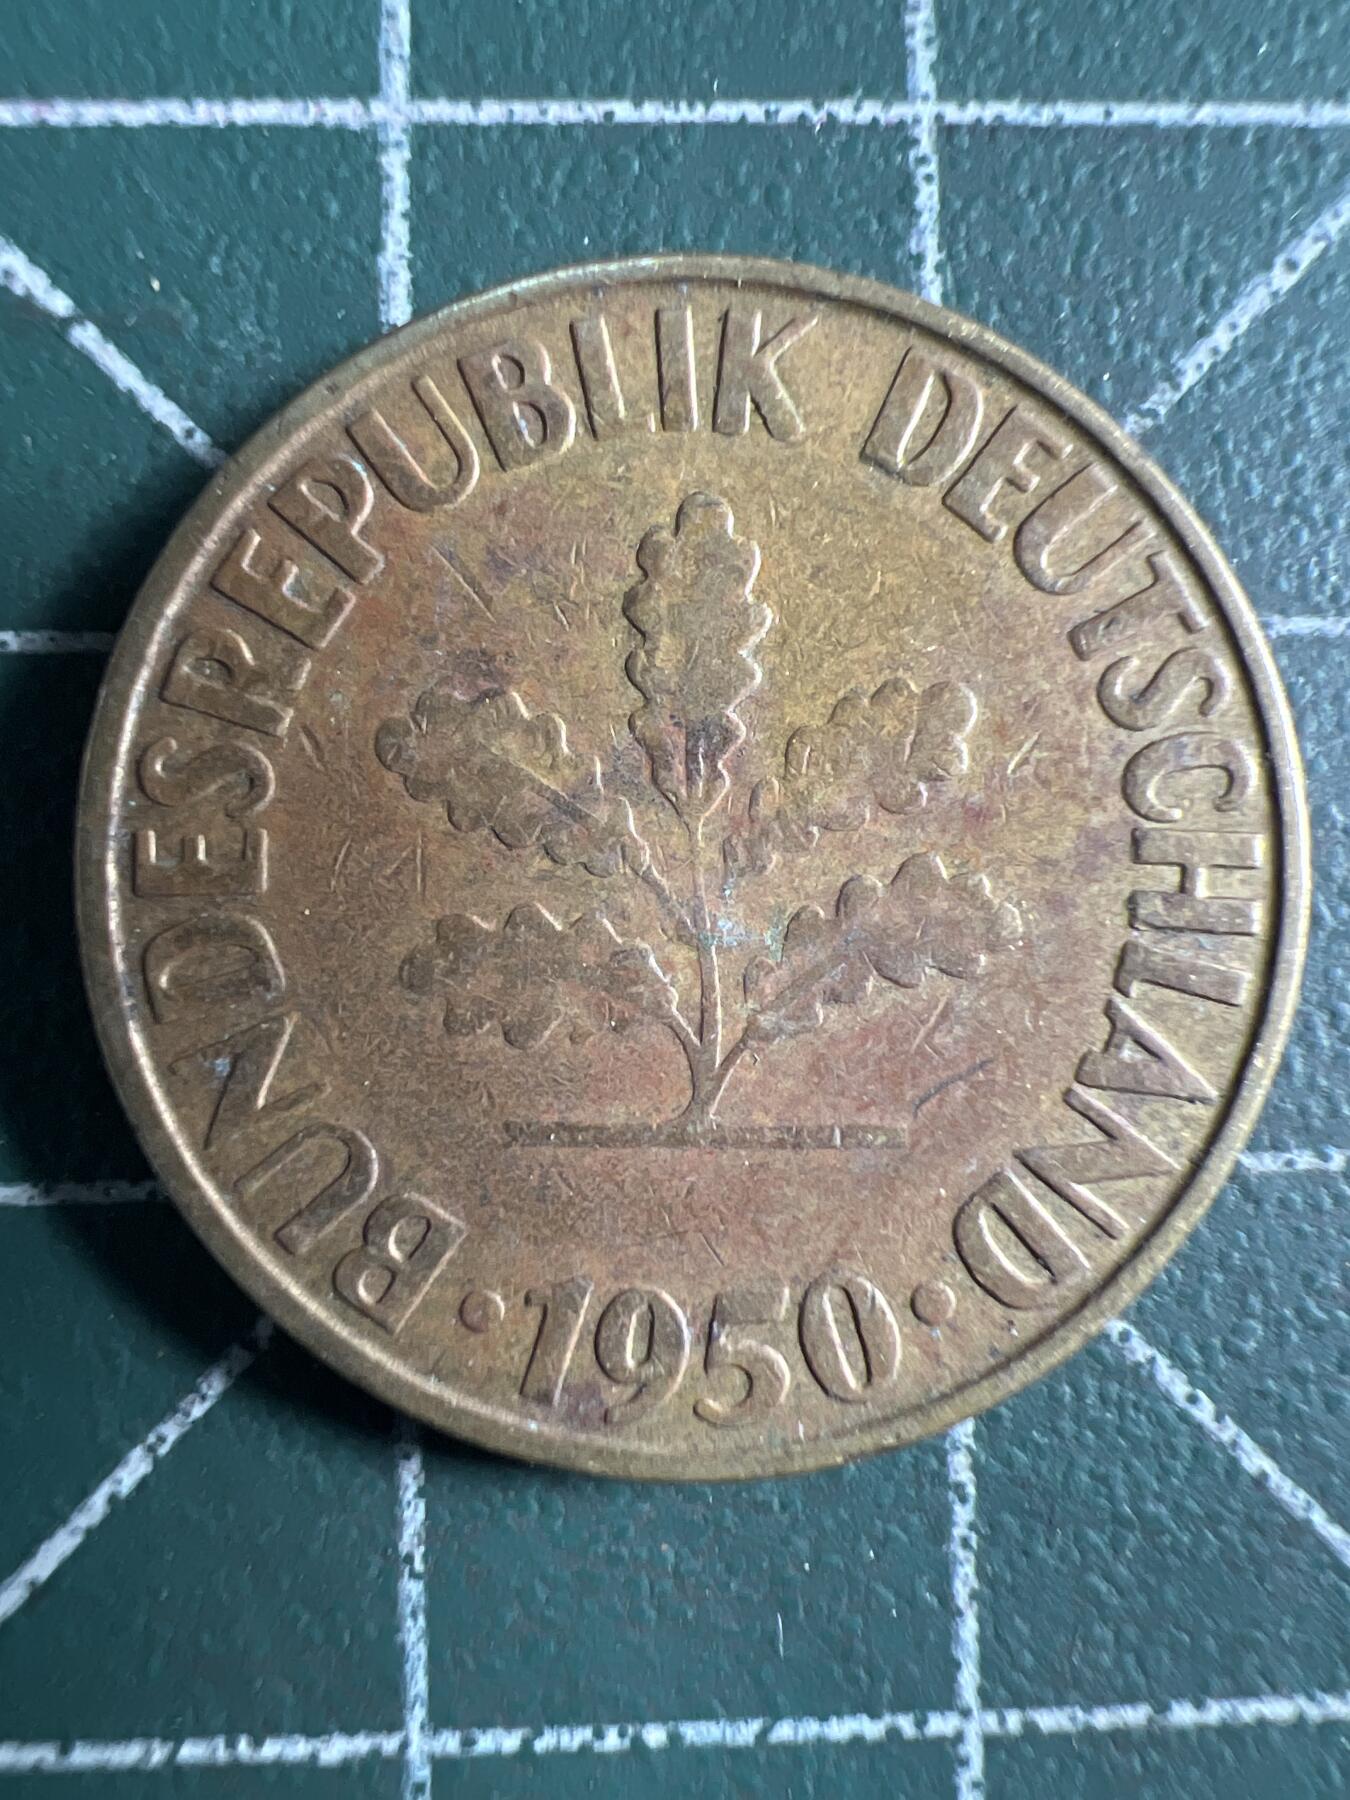 BUNDESREPUBLIK DEUTSCHLAND
• 1950 •